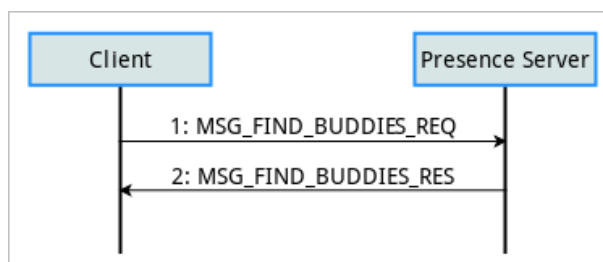 Client
Presence Server
1: MSG_FIND_BUDDIES_REQ
2: MSG_FIND_BUDDIES_RES